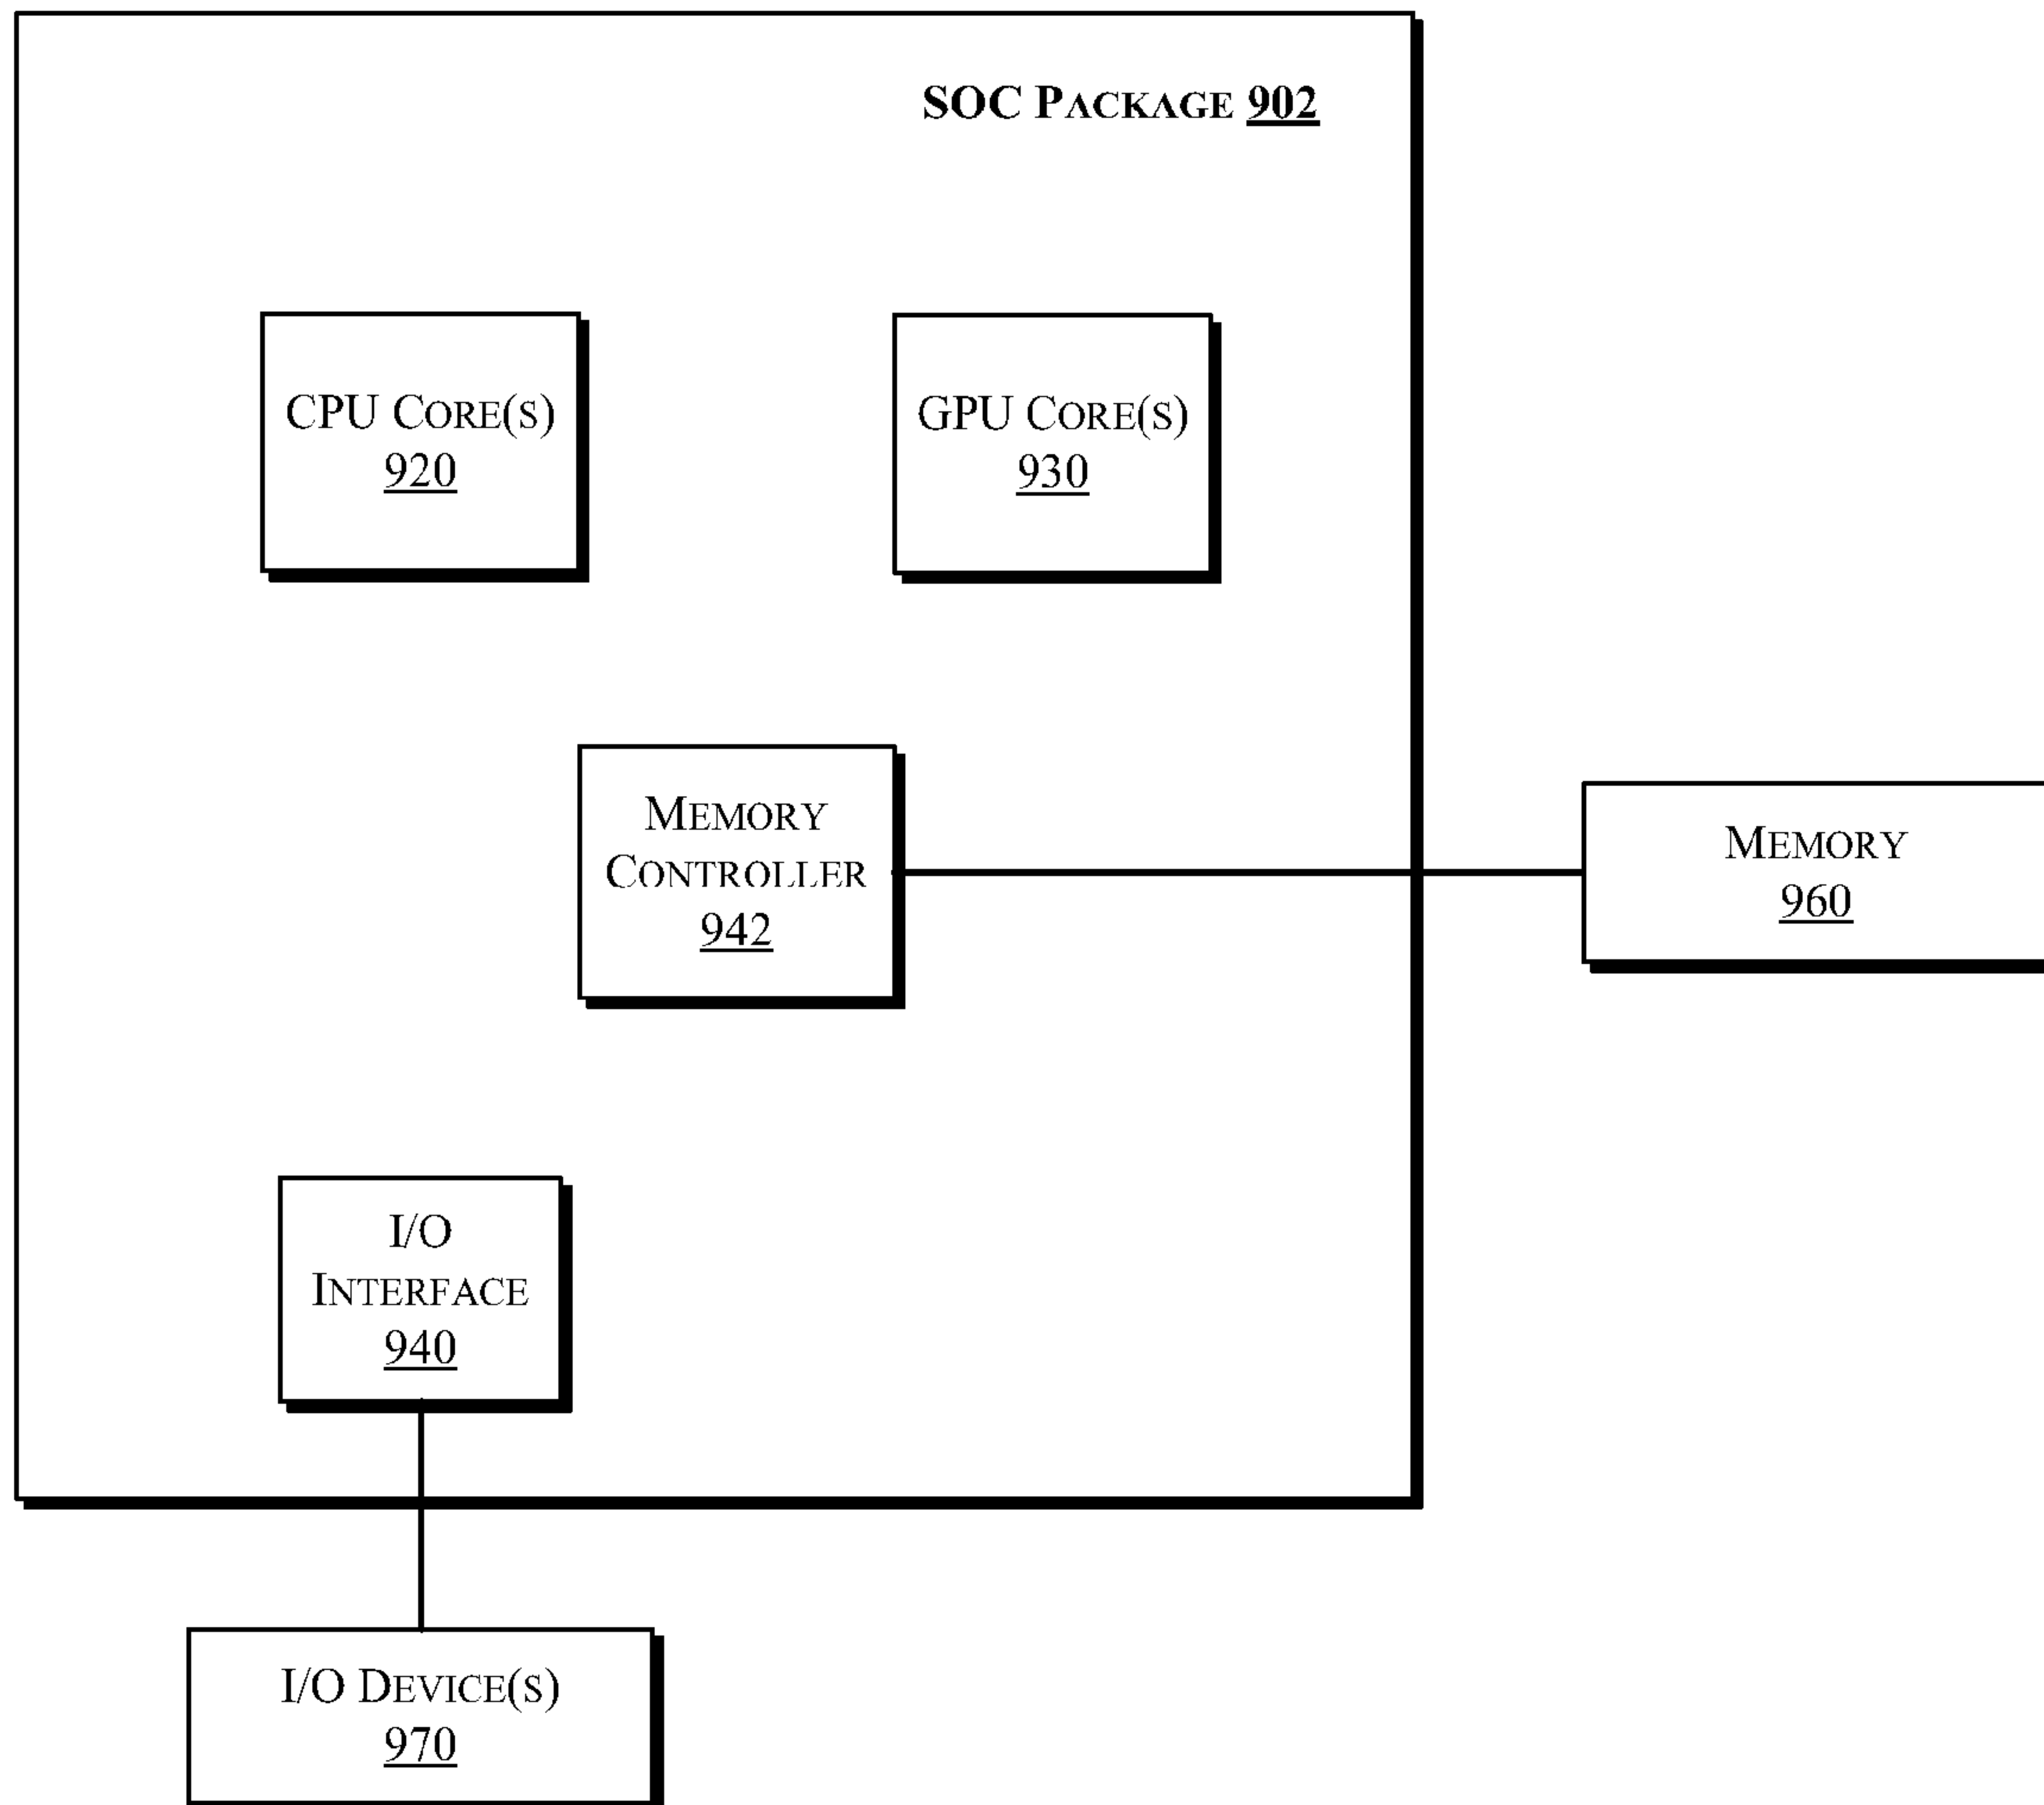 SOC PACKAGE 902
CPU CORE(S)
920
GPU CORE(S)
930
MEMORY
CONTROLLER
942
MEMORY
960
I/O
INTERFACE
940
I/O DEVICE(S)
970